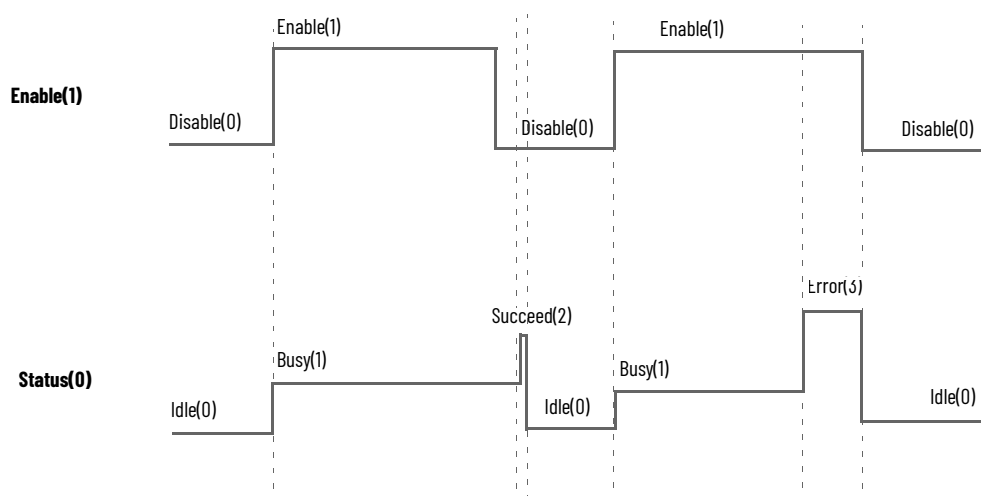 Enable(1)
Enable(1)
Enable(1)
Disable(0)
Disable(0)
Disable(0)
Error(3)
Succeed(2)
Busy(1)
Busy(1)
Status(0)
Idle(0)
Idle(0)
Idle(0)